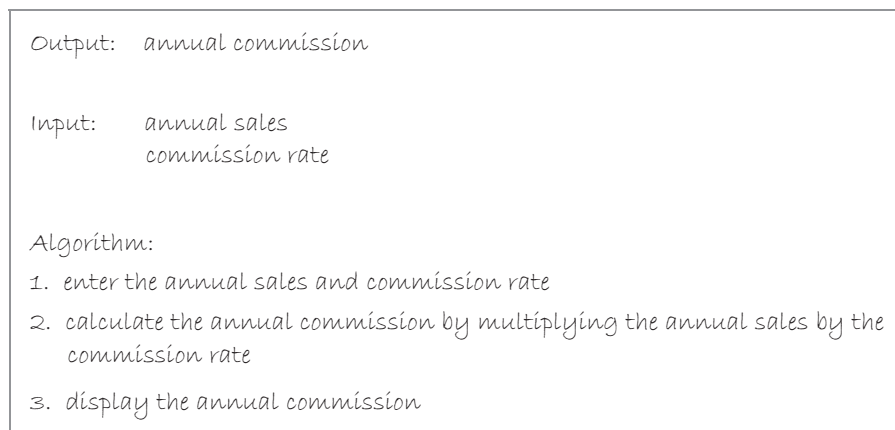 Output: annual commission
Input: annual sales
commission rate
Algorithm:
1. enter the annual sales and commission rate
2. calculate the annual commission by multiplying the annual sales by the
commission rate
3. display the annual commission